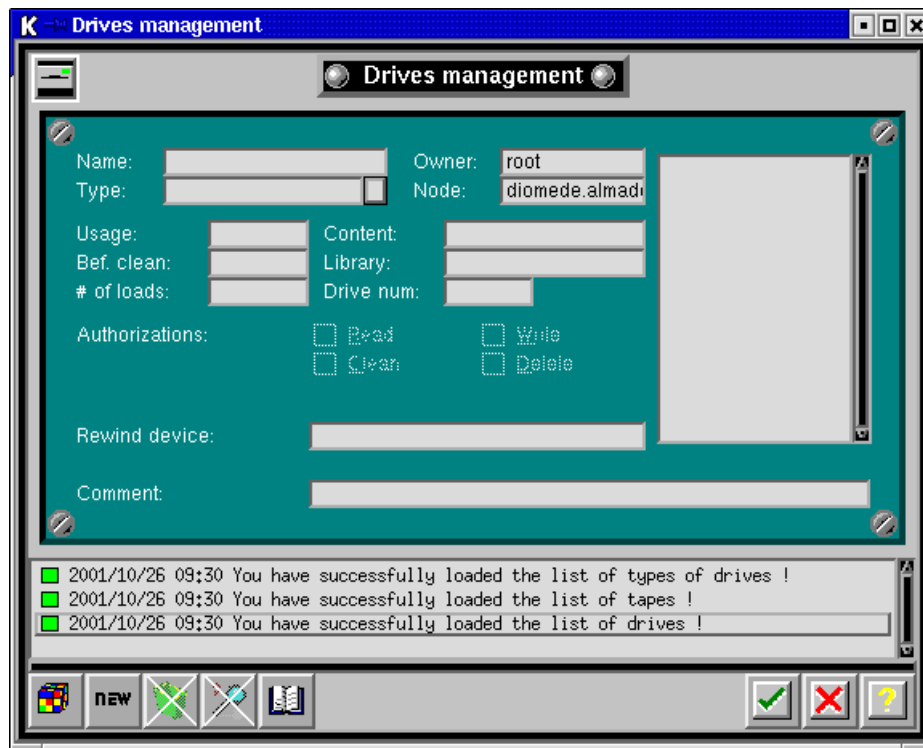 K Drives management
Drives management
Name: Owner: root
Type: Node: diomede.almad
Usage: Content:
Bef. clean: Library:
# of loads: Drive num:
Authorizations: Read Write
Clean Delete
Rewind device:
Comment:
2001/10/26 09:30 You have successfully loaded the list of types of drives !
2001/10/26 09:30 You have successfully loaded the list of tapes !
2001/10/26 09:30 You have successfully loaded the list of drives !
NEW ?